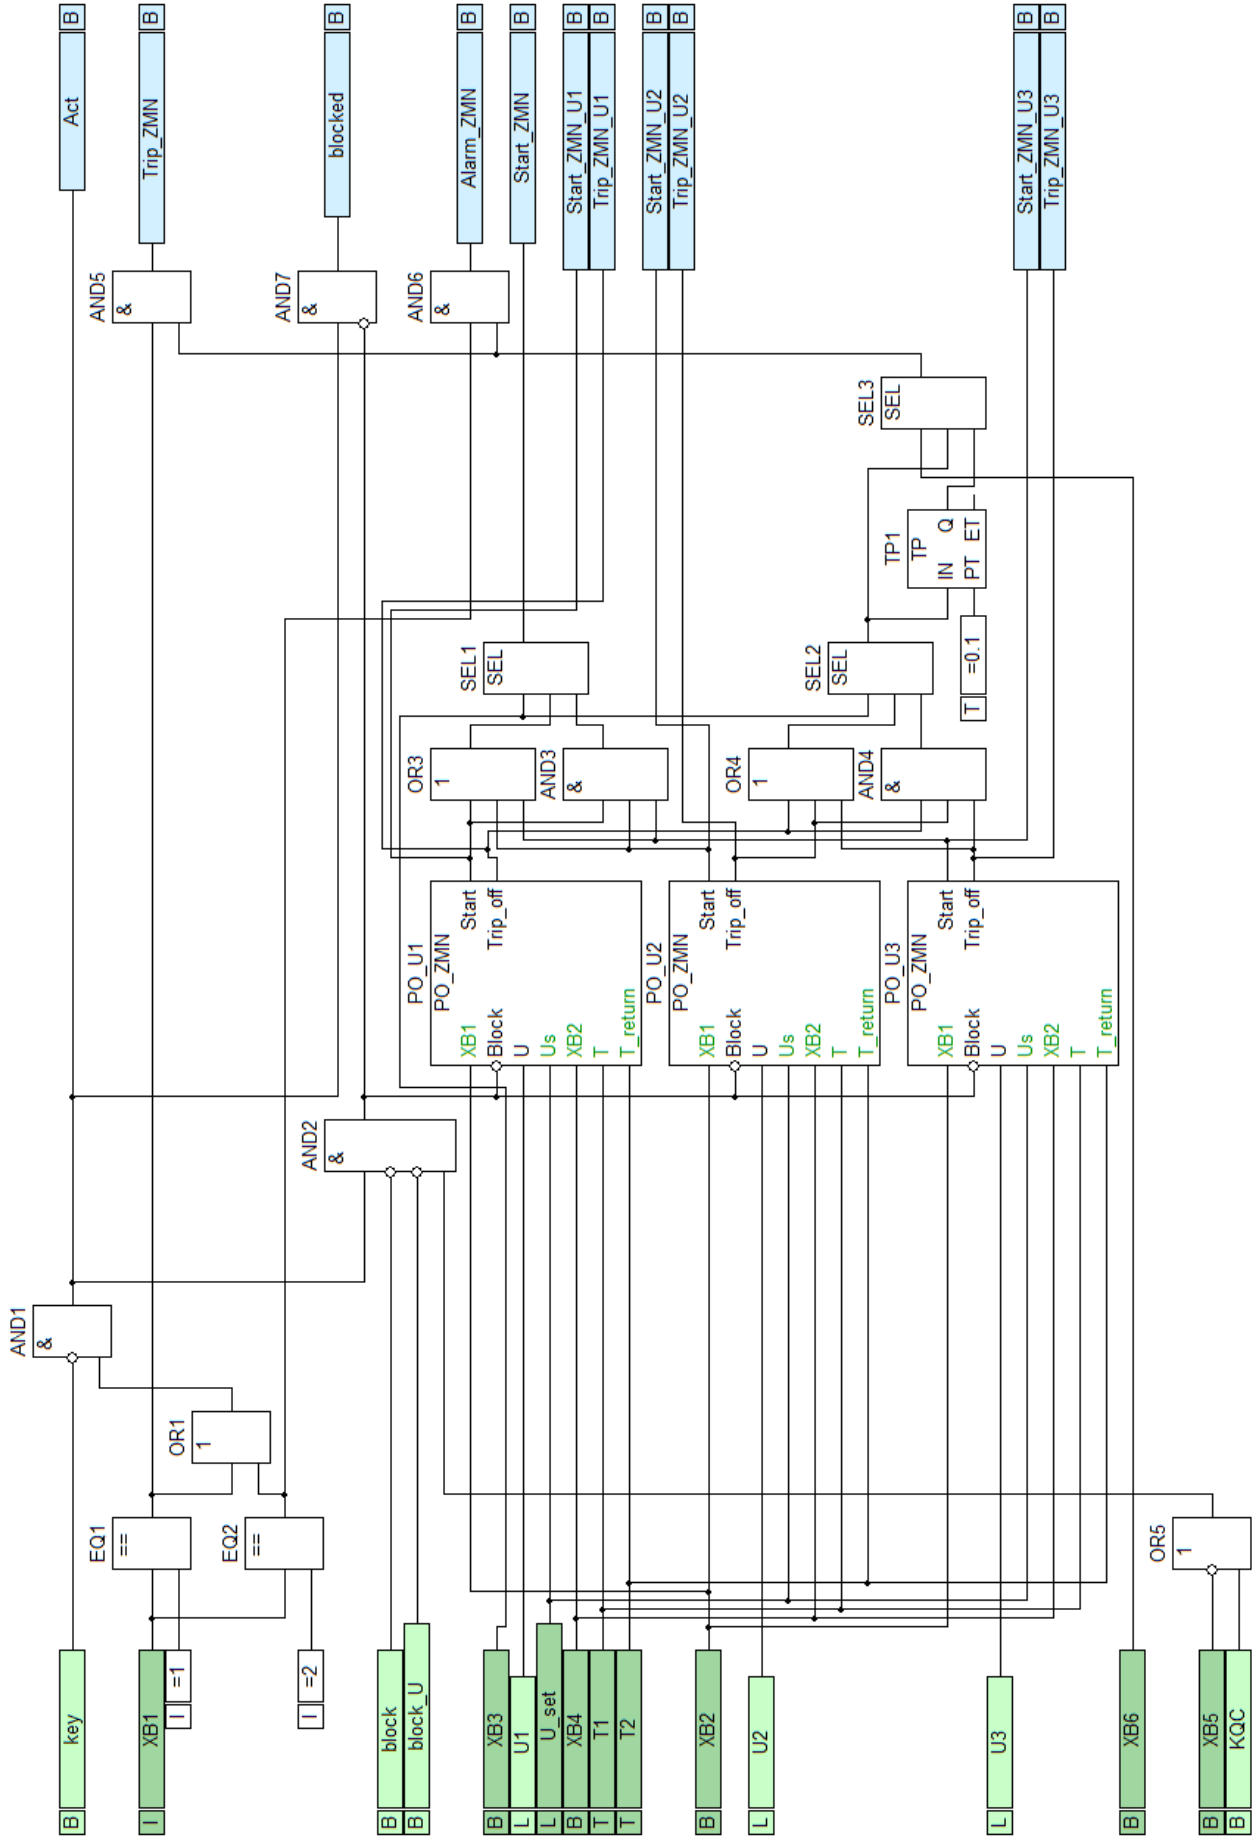 B key
I XB1
I =1
I =2
B block
B block_U
B XB3
L U1
L U_set
B XB4
T T1
T T2
B XB2
L U2
L U3
B XB6
B XB5
B KQC
EQ1
==
EQ2
==
OR1
1
AND1
&
OR5
1
AND2
&
PO_U1
PO_ZMN
XB1 Start
Block Trip_off
U
Us
XB2
T
T_return
PO_U2
PO_ZMN
XB1 Start
Block Trip_off
U
Us
XB2
T
T_return
PO_U3
PO_ZMN
XB1 Start
Block Trip_off
U
Us
XB2
T
T_return
OR3
1
AND3
&
OR4
1
AND4
&
SEL1
SEL
SEL2
SEL
T =0.1
TP1
TP
IN Q
PT ET
SEL3
SEL
AND5
&
AND7
&
AND6
&
Act B
Trip_ZMN B
blocked B
Alarm_ZMN B
Start_ZMN B
Start_ZMN_U1 B
Trip_ZMN_U1 B
Start_ZMN_U2 B
Trip_ZMN_U2 B
Start_ZMN_U3 B
Trip_ZMN_U3 B